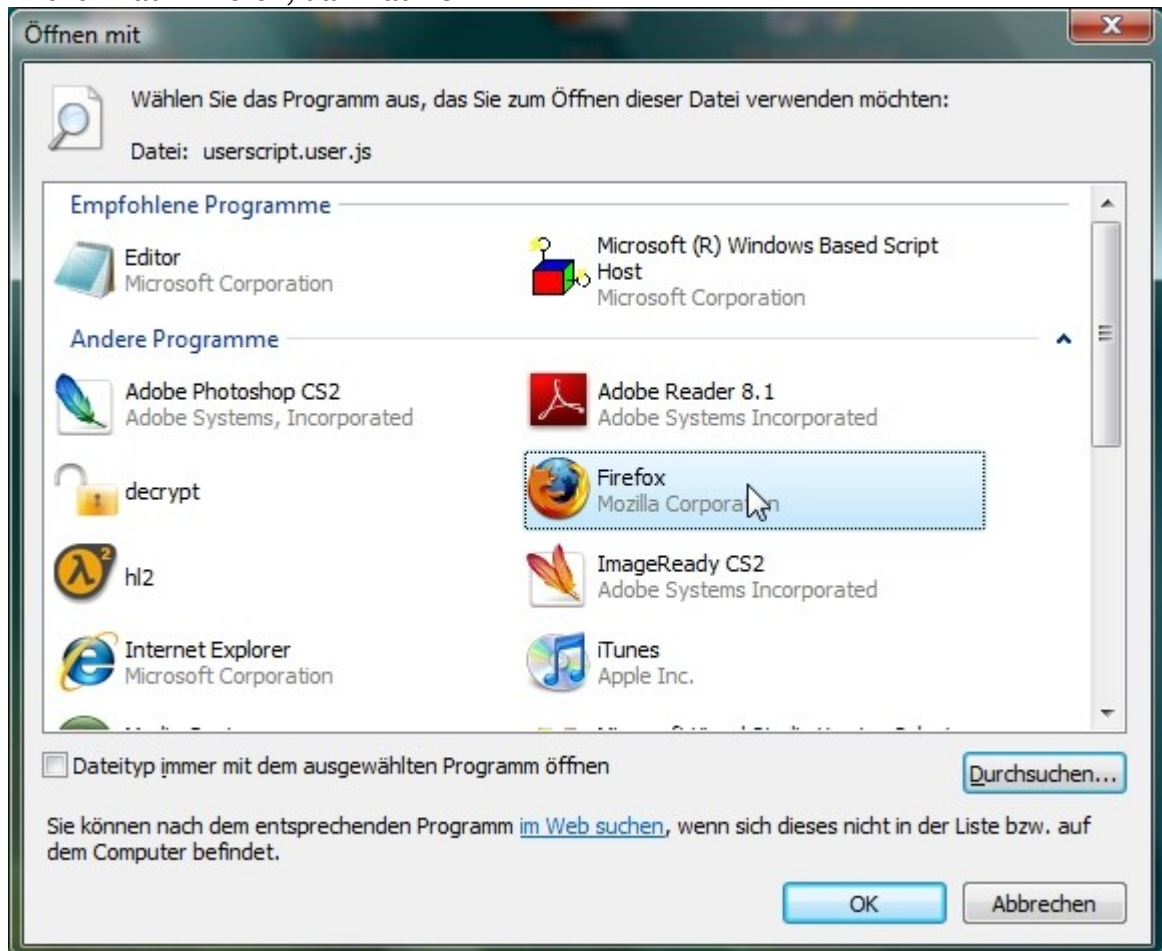 Öffnen mit
Wählen Sie das Programm aus, das Sie zum Öffnen dieser Datei verwenden möchten:
Datei: userscript.user.js
Empfohlene Programme
Editor
Microsoft Corporation
Microsoft (R) Windows Based Script
Host
Microsoft Corporation
Andere Programme
Adobe Photoshop CS2
Adobe Systems, Incorporated
Adobe Reader 8.1
Adobe Systems Incorporated
decrypt
Firefox
Mozilla Corporation
hl2
ImageReady CS2
Adobe Systems Incorporated
Internet Explorer
Microsoft Corporation
iTunes
Apple Inc.
Dateityp immer mit dem ausgewählten Programm öffnen
Durchsuchen...
Sie können nach dem entsprechenden Programm im Web suchen, wenn sich dieses nicht in der Liste bzw. auf
dem Computer befindet.
OK
Abbrechen